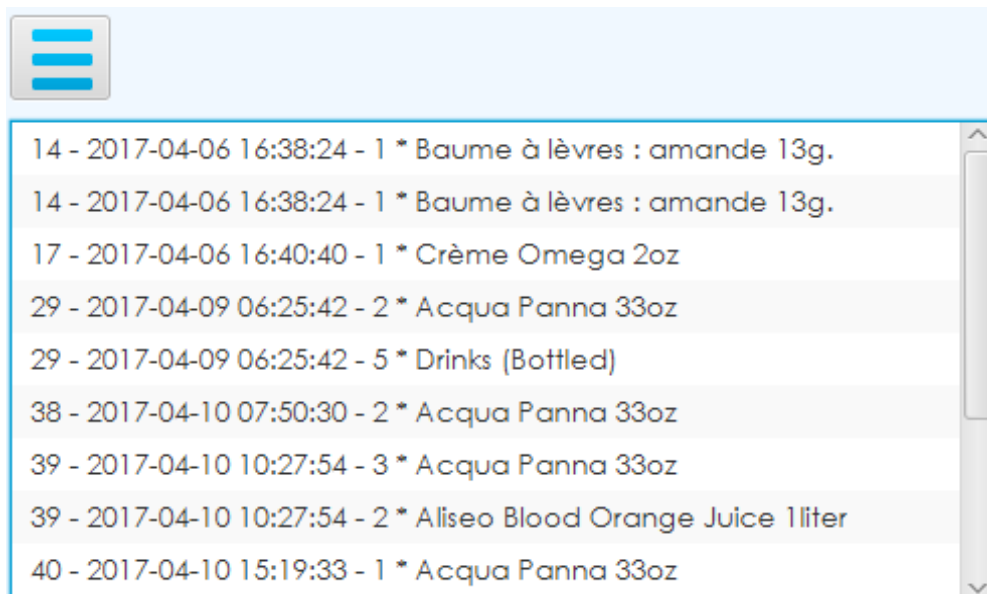 14 - 2017-04-06 16:38:24 - 1 * Baume à lèvres : amande 13g.
14 - 2017-04-06 16:38:24 - 1 * Baume à lèvres : amande 13g.
17 - 2017-04-06 16:40:40 - 1 * Crème Omega 2oz
29 - 2017-04-09 06:25:42 - 2 * Acqua Panna 33oz
29 - 2017-04-09 06:25:42 - 5 * Drinks (Bottled)
38 - 2017-04-10 07:50:30 - 2 * Acqua Panna 33oz
39 - 2017-04-10 10:27:54 - 3 * Acqua Panna 33oz
39 - 2017-04-10 10:27:54 - 2 * Aliseo Blood Orange Juice 1liter
40 - 2017-04-10 15:19:33 - 1 * Acqua Panna 33oz